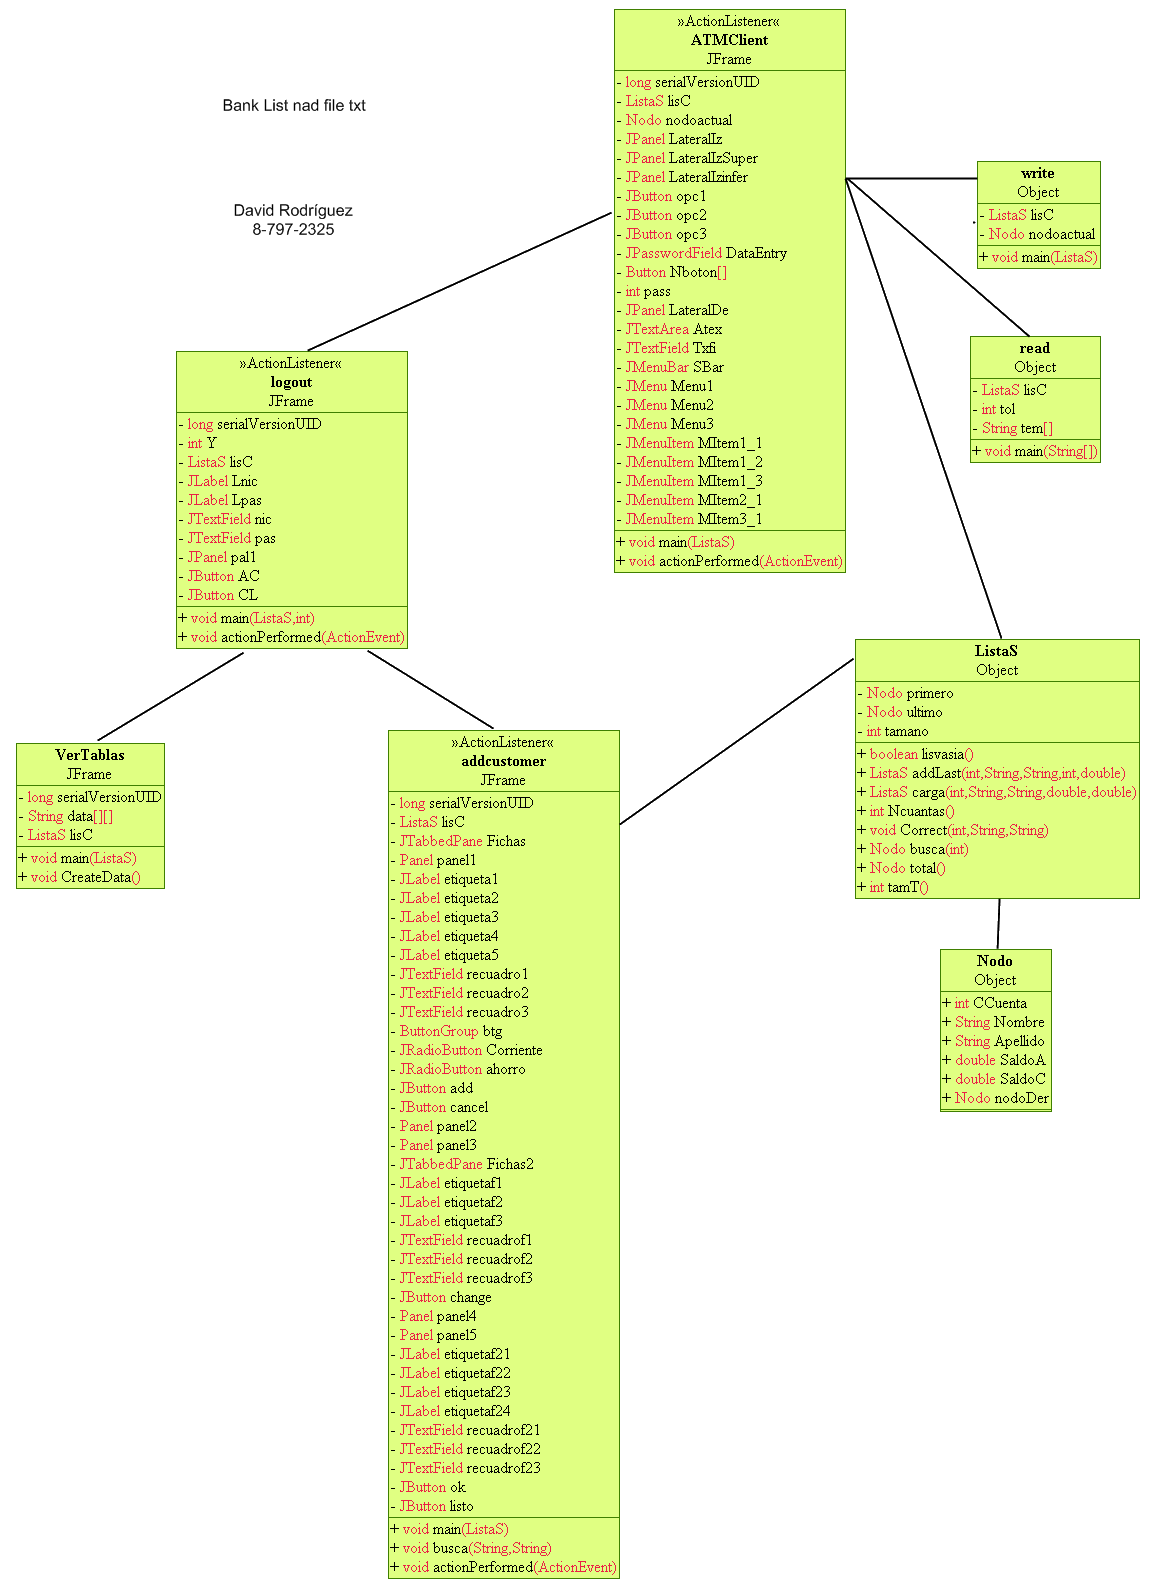 Bank List nad file txt
David Rodríguez
8-797-2325
»ActionListener«
ATMClient
JFrame
- long serialVersionUID
- ListaS lisC
- Nodo nodoactual
- JPanel LateralIz
- JPanel LateralIzSuper
- JPanel LateralIzinfer
- JButton opc1
- JButton opc2
- JButton opc3
- JPasswordField DataEntry
- Button Nboton[]
- int pass
- JPanel LateralDe
- JTextArea Atex
- JTextField Txfi
- JMenuBar SBar
- JMenu Menu1
- JMenu Menu2
- JMenu Menu3
- JMenuItem MItem1_1
- JMenuItem MItem1_2
- JMenuItem MItem1_3
- JMenuItem MItem2_1
- JMenuItem MItem3_1
+ void main(ListaS)
+ void actionPerformed(ActionEvent)
write
Object
- ListaS lisC
- Nodo nodoactual
+ void main(ListaS)
read
Object
- ListaS lisC
- int tol
- String tem[]
+ void main(String[])
»ActionListener«
logout
JFrame
- long serialVersionUID
- int Y
- ListaS lisC
- JLabel Lnic
- JLabel Lpas
- JTextField nic
- JTextField pas
- JPanel pal1
- JButton AC
- JButton CL
+ void main(ListaS,int)
+ void actionPerformed(ActionEvent)
ListaS
Object
- Nodo primero
- Nodo ultimo
- int tamano
+ boolean lisvasia()
+ ListaS addLast(int,String,String,int,double)
+ ListaS carga(int,String,String,double,double)
+ int Ncuantas()
+ void Correct(int,String,String)
+ Nodo busca(int)
+ Nodo total()
+ int tamT()
VerTablas
JFrame
- long serialVersionUID
- String data[][]
- ListaS lisC
+ void main(ListaS)
+ void CreateData()
»ActionListener«
addcustomer
JFrame
- long serialVersionUID
- ListaS lisC
- JTabbedPane Fichas
- Panel panel1
- JLabel etiqueta1
- JLabel etiqueta2
- JLabel etiqueta3
- JLabel etiqueta4
- JLabel etiqueta5
- JTextField recuadro1
- JTextField recuadro2
- JTextField recuadro3
- ButtonGroup btg
- JRadioButton Corriente
- JRadioButton ahorro
- JButton add
- JButton cancel
- Panel panel2
- Panel panel3
- JTabbedPane Fichas2
- JLabel etiquetaf1
- JLabel etiquetaf2
- JLabel etiquetaf3
- JTextField recuadrof1
- JTextField recuadrof2
- JTextField recuadrof3
- JButton change
- Panel panel4
- Panel panel5
- JLabel etiquetaf21
- JLabel etiquetaf22
- JLabel etiquetaf23
- JLabel etiquetaf24
- JTextField recuadrof21
- JTextField recuadrof22
- JTextField recuadrof23
- JButton ok
- JButton listo
+ void main(ListaS)
+ void busca(String,String)
+ void actionPerformed(ActionEvent)
Nodo
Object
+ int CCuenta
+ String Nombre
+ String Apellido
+ double SaldoA
+ double SaldoC
+ Nodo nodoDer